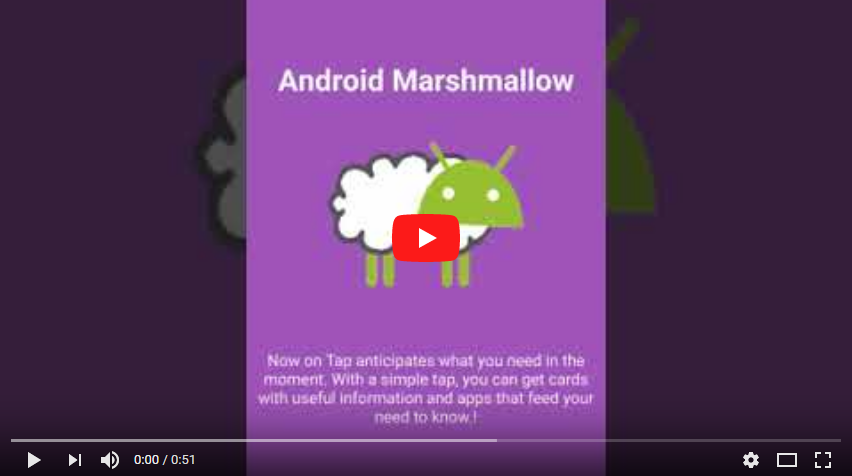 Android Marshmallow
Now on Tap anticipates what you need in the
moment. With a simple tap, you can get cards
with useful information and apps that feed your
need to know.!
0:00 / 0:51